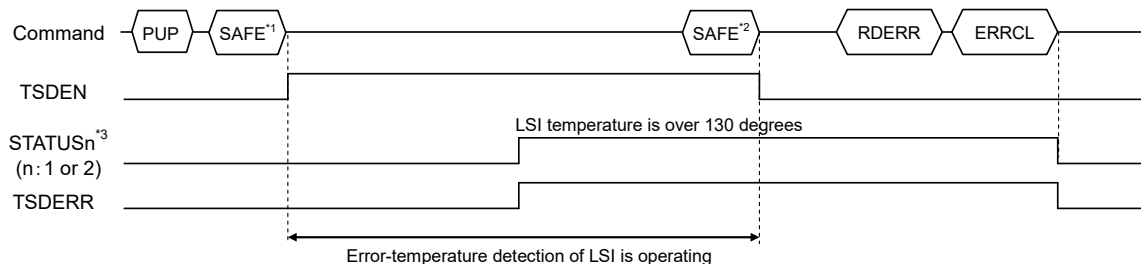 Command PUP SAFE*1 SAFE*2 RDERR ERRCL
TSDEN
LSI temperature is over 130 degrees
STATUSn*3
(n: 1 or 2)
TSDERR
Error-temperature detection of LSI is operating